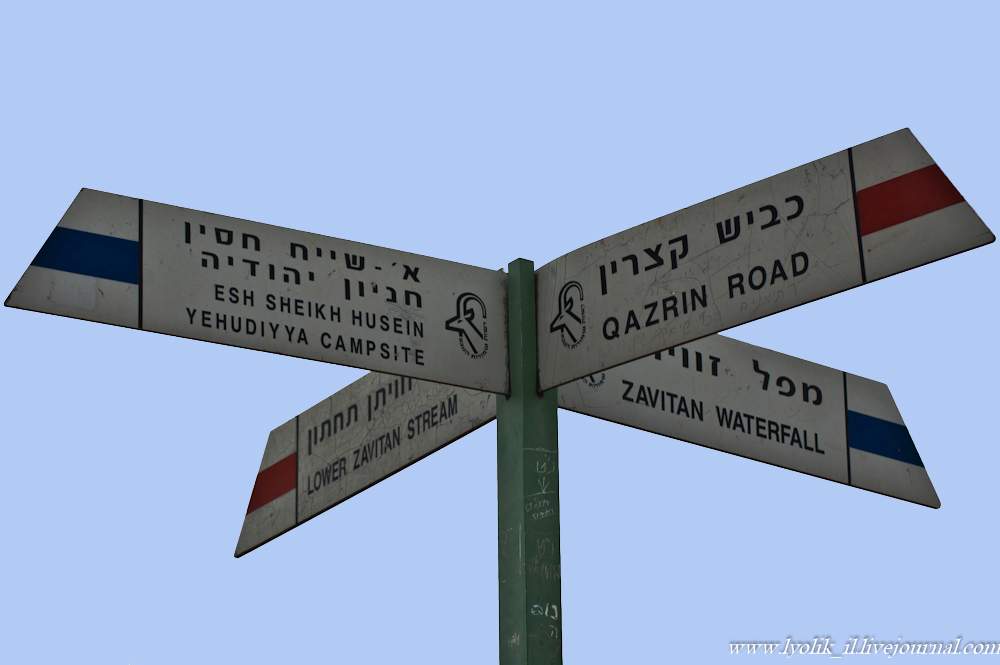 א׳ - שייח חסין
חניון יהודיה
ESH SHEIKH HUSEIN
YEHUDIYYA CAMPSITE
כביש קצרין
QAZRIN ROAD
תחתון
LOWER ZAVITAN STREAM
מפל
ZAVITAN WATERFALL
www.lyolik_il.livejournal.com